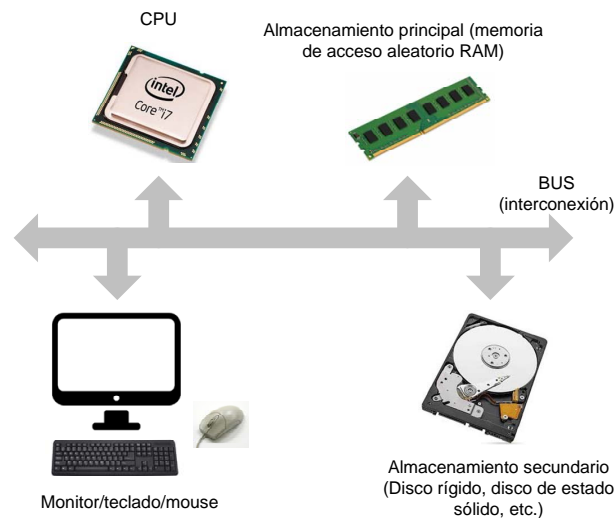 CPU
Almacenamiento principal (memoria
de acceso aleatorio RAM)
intel
Core™ i7
BUS
(interconexión)
Monitor/teclado/mouse
Almacenamiento secundario
(Disco rígido, disco de estado
sólido, etc.)